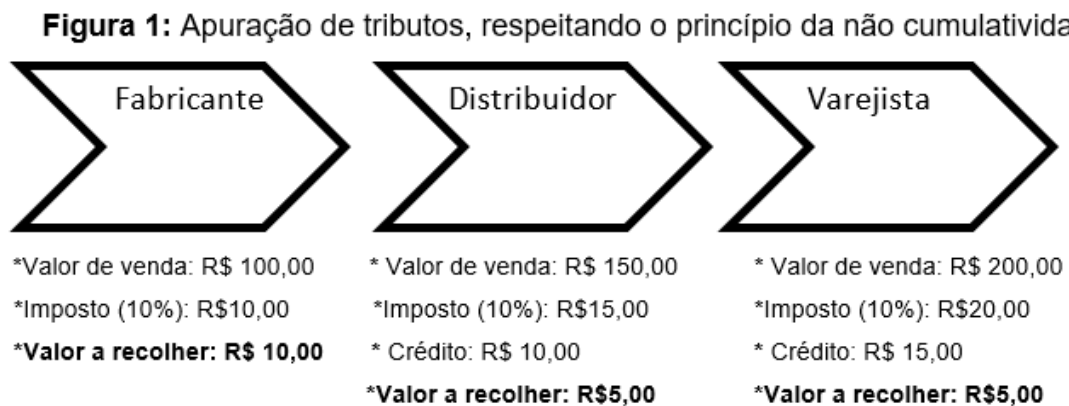 Figura 1: Apuração de tributos, respeitando o princípio da não cumulativida
Fabricante
*Valor de venda: R$ 100,00
*Imposto (10%): R$10,00
*Valor a recolher: R$ 10,00
Distribuidor
* Valor de venda: R$ 150,00
*Imposto (10%): R$15,00
* Crédito: R$ 10,00
*Valor a recolher: R$5,00
Varejista
* Valor de venda: R$ 200,00
*Imposto (10%): R$20,00
* Crédito: R$ 15,00
*Valor a recolher: R$5,00